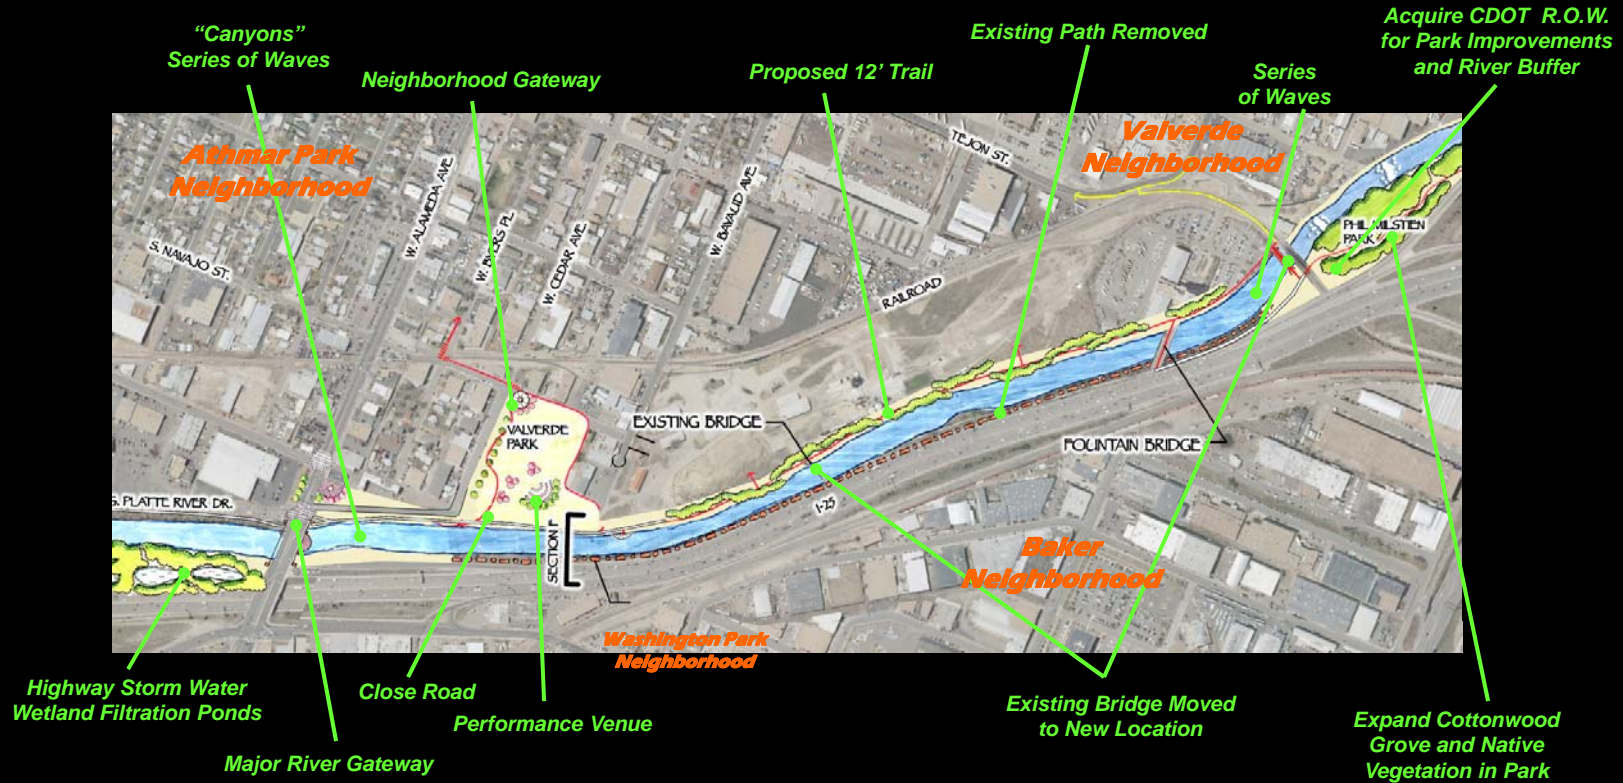 “Canyons”
Series of Waves
Neighborhood Gateway
Proposed 12’ Trail
Existing Path Removed
Series
of Waves
Acquire CDOT  R.O.W.
for Park Improvements
and River Buffer
Athmar Park
Neighborhood
Valverde
Neighborhood
TEJON ST.
W. ALAMEDA AVE.
W. BYERS PL.
W. CEDAR AVE.
W. BAYAUD AVE.
S. NAVAJO ST.
RAILROAD
PHIL MILSTIEN
PARK
VALVERDE
PARK
EXISTING BRIDGE
FOUNTAIN BRIDGE
S. PLATTE RIVER DR.
I-25
SECTION F
Baker
Neighborhood
Washington Park
Neighborhood
Highway Storm Water
Wetland Filtration Ponds
Major River Gateway
Close Road
Performance Venue
Existing Bridge Moved
to New Location
Expand Cottonwood
Grove and Native
Vegetation in Park